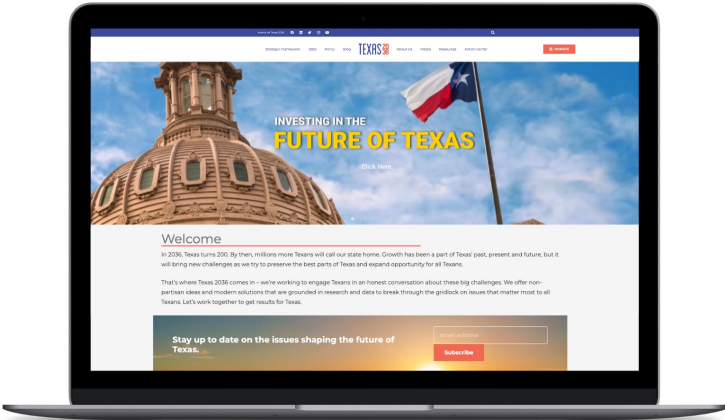 Strategic Framework Data Policy Blog TEXAS 2036 About Us Media Resources Action Center DONATE
INVESTING IN THE
FUTURE OF TEXAS
Click Here
Welcome
In 2036, Texas turns 200. By then, millions more Texans will call our state home. Growth has been a part of Texas' past, present and future, but it
will bring new challenges as we try to preserve the best parts of Texas and expand opportunity for all Texans.
That's where Texas 2036 comes in – we're working to engage Texans in an honest conversation about these big challenges. We offer non-
partisan ideas and modern solutions that are grounded in research and data to break through the gridlock on issues that matter most to all
Texans. Let's work together to get results for Texas.
Stay up to date on the issues shaping the future of
Texas.
email address
Subscribe